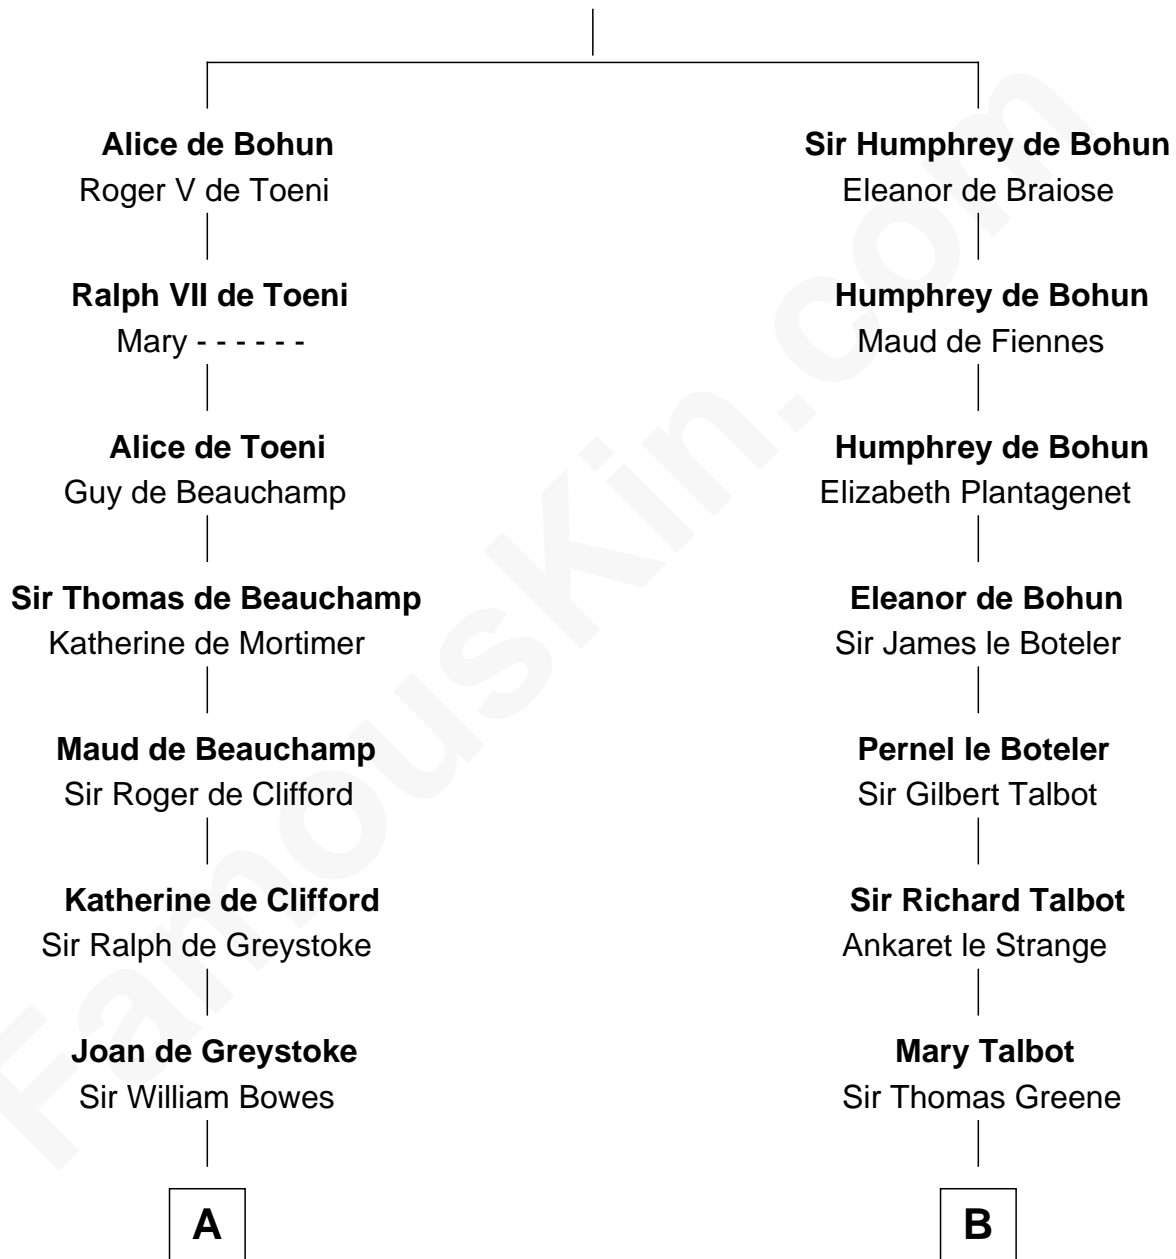 Alice de Bohun
Roger V de Toeni
Ralph VII de Toeni
Mary - - - - - -
Alice de Toeni
Guy de Beauchamp
Sir Thomas de Beauchamp
Katherine de Mortimer
Maud de Beauchamp
Sir Roger de Clifford
Katherine de Clifford
Sir Ralph de Greystoke
Joan de Greystoke
Sir William Bowes
A
Sir Humphrey de Bohun
Eleanor de Braiose
Humphrey de Bohun
Maud de Fiennes
Humphrey de Bohun
Elizabeth Plantagenet
Eleanor de Bohun
Sir James le Boteler
Pernel le Boteler
Sir Gilbert Talbot
Sir Richard Talbot
Ankaret le Strange
Mary Talbot
Sir Thomas Greene
B
FamousKin.com